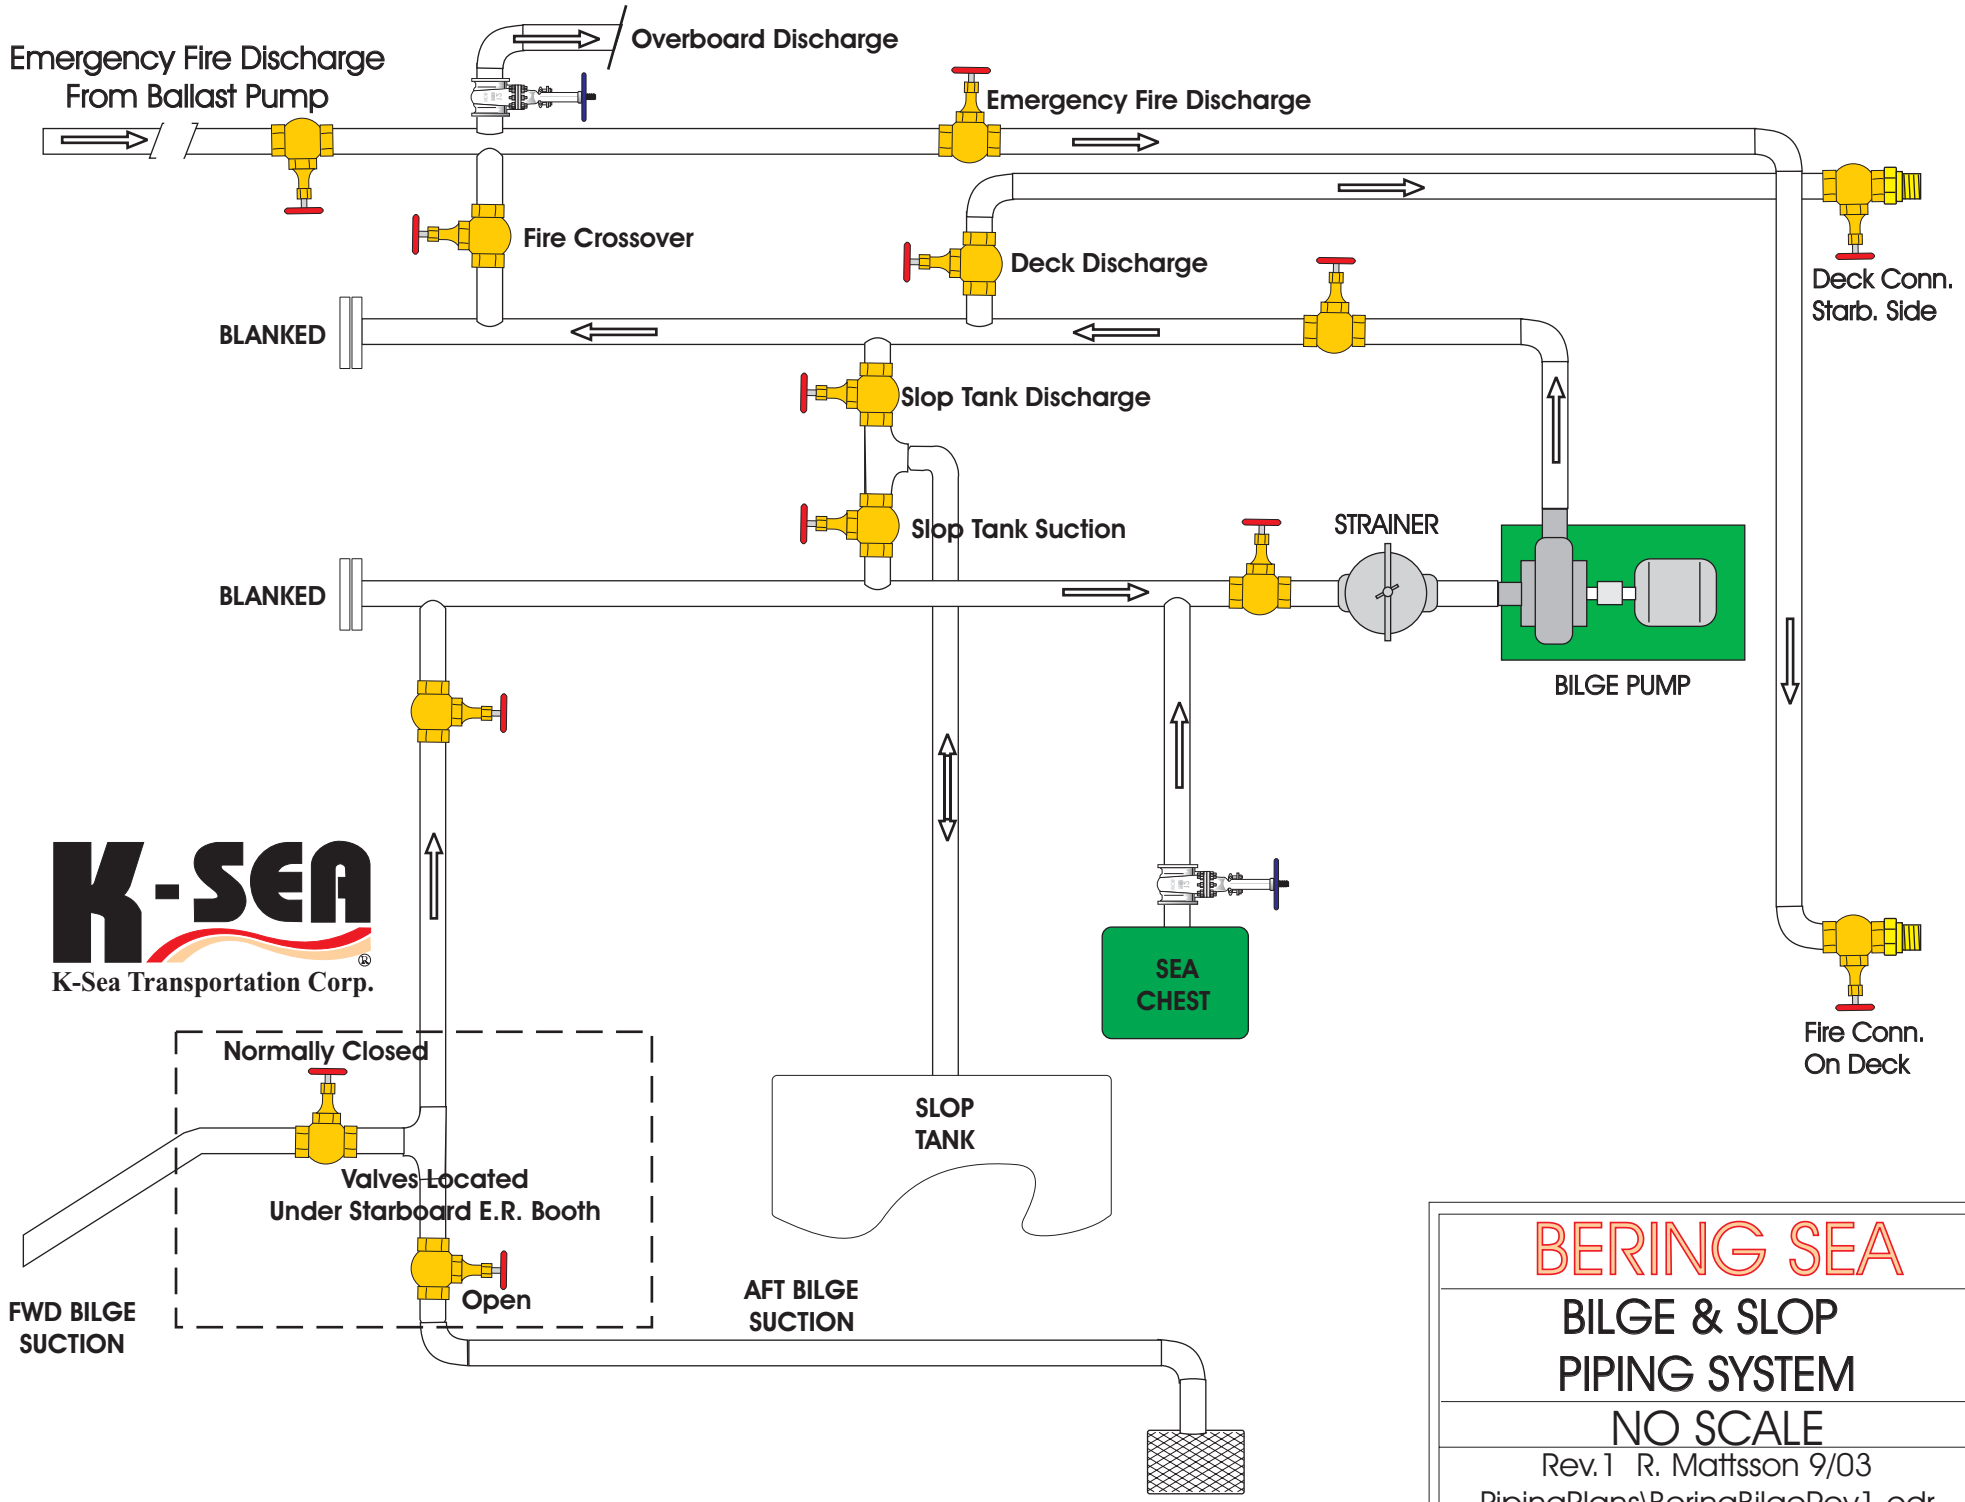 Overboard Discharge
Emergency Fire Discharge
From Ballast Pump
Emergency Fire Discharge
Fire Crossover
Deck Discharge
Deck Conn.
Starb. Side
BLANKED
Slop Tank Discharge
Slop Tank Suction
STRAINER
BLANKED
BILGE PUMP
K-SEA
®
K-Sea Transportation Corp.
SEA
CHEST
Fire Conn.
On Deck
Normally Closed
SLOP
TANK
Valves Located
Under Starboard E.R. Booth
Open
FWD BILGE
SUCTION
AFT BILGE
SUCTION
BERING SEA
BILGE & SLOP
PIPING SYSTEM
NO SCALE
Rev.1 R. Mattsson 9/03
PipingPlans\BeringBilgeRev1.cdr